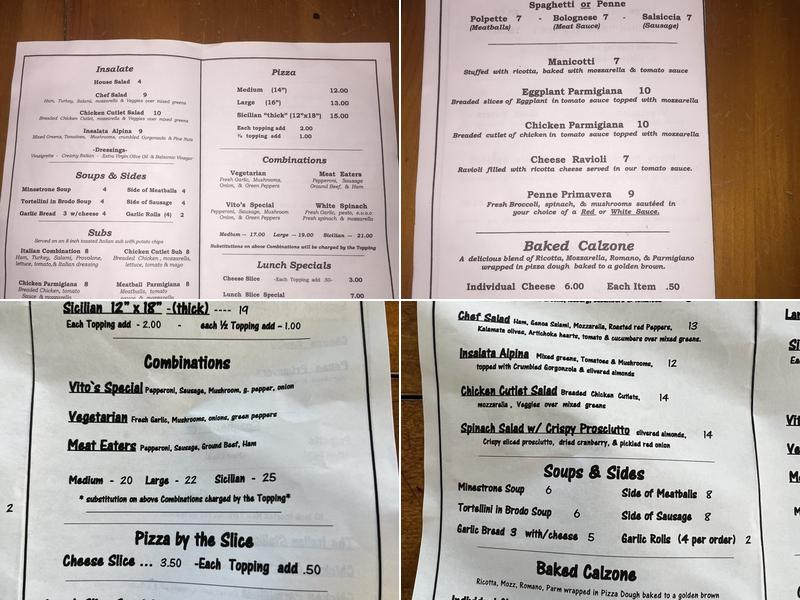 Insalate
House Salad 4
Chef Salad 9
Ham, Turkey, Salami, mozzarella & Veggies over mixed greens
Chicken Cutlet Salad 10
Breaded Chicken Cutlet, mozzarella & Veggies over mixed greens
Insalata Alpina 9
Mixed Greens, Tomatoes, Mushrooms, crumbled Gorgonzola & Pine Nuts
-Dressings-
Vinaigrette - Creamy Italian - Extra Virgin Olive Oil & Balsamic Vinegar
Soups & Sides
Minestrone Soup 4 Side of Meatballs 4
Tortellini in Brodo Soup 4 Side of Sausage 4
Garlic Bread 3 w/cheese 4 Garlic Rolls (4) 2
Subs
Served on an 8 inch toasted Italian sub with potato chips
Italian Combination 8 Chicken Cutlet Sub 8
Ham, Turkey, Salami, Provolone, Breaded Chicken, mozzarella,
lettuce, tomato,& Italian dressing lettuce, tomato & mayo
Chicken Parmigiana 8 Meatball Parmigiana 8
Breaded Chicken, tomato Meatballs, tomato
Pizza
Medium (14") 12.00
Large (16") 13.00
Sicilian "thick" (12"x18") 15.00
Each topping add 2.00
½ topping add 1.00
Combinations
Vegetarian Meat Eaters
Fresh Garlic, Mushrooms, Pepperoni, Sausage
Onion, & Green Peppers Ground Beef, & Ham
Vito's Special White Spinach
Pepperoni, Sausage, Mushroom Fresh Garlic, pesto, e.v.o.o
Onion, & Green Peppers Fresh spinach & mozzarella
Medium -- 17.00 Large -- 19.00 Sicilian -- 21.00
Substitutions on above Combinations will be charged by the Topping
Lunch Specials
Cheese Slice -Each Topping add .50- 3.00
Lunch Slice Special 7.00
Spaghetti or Penne
Polpette 7 - Bolognese 7 - Salsiccia 7
(Meatballs) (Meat Sauce) (Sausage)
Manicotti 7
Stuffed with ricotta, baked with mozzarella & tomato sauce
Eggplant Parmigiana 10
Breaded slices of Eggplant in tomato sauce topped with mozzarella
Chicken Parmigiana 10
Breaded cutlet of chicken in tomato sauce topped with mozzarella
Cheese Ravioli 7
Ravioli filled with ricotta cheese served in our tomato sauce.
Penne Primavera 9
Fresh Broccoli, spinach, & mushrooms sautéed in
your choice of a Red or White Sauce.
Baked Calzone
A delicious blend of Ricotta, Mozzarella, Romano, & Parmigiano
wrapped in pizza dough baked to a golden brown.
Individual Cheese 6.00 Each Item .50
Sicilian 12" x 18" -(thick) ---- 19
Each Topping add - 2.00 - each ½ Topping add - 1.00
Combinations
Vito`s Special Pepperoni, Sausage, Mushroom, g. pepper, onion
Vegetarian Fresh Garlic, Mushrooms, onions, green peppers
Meat Eaters Pepperoni, Sausage, Ground Beef, Ham
Medium - 20 Large - 22 Sicilian - 25
* substitution on above Combinations charged by the Topping*
2
Pizza by the Slice
Cheese Slice ... 3.50 -Each Topping add .50
Chef Salad Ham, Genoa Salami, Mozzarella, Roasted red Peppers, 13
Kalamata olives, Artichoke hearts, tomato & cucumbers over mixed greens.
Insalata Alpina Mixed greens, Tomatoes & Mushrooms, 12
topped with Crumbled Gorgonzola & slivered almonds
Chicken Cutlet Salad Breaded Chicken Cutlets, 14
mozzarella , Veggies over mixed greens
Spinach Salad w/ Crispy Prosciutto slivered almonds, 14
Crispy sliced prosciutto, dried cranberry, & pickled red onion
Soups & Sides
Minestrone Soup 6 Side of Meatballs 8
Tortellini in Brodo Soup 6 Side of Sausage 8
Garlic Bread 3 with/cheese 5 Garlic Rolls (4 per order) 2
Baked Calzone
Ricotta, Mozz, Romano, Parm wrapped in Pizza Dough baked to a golden brown